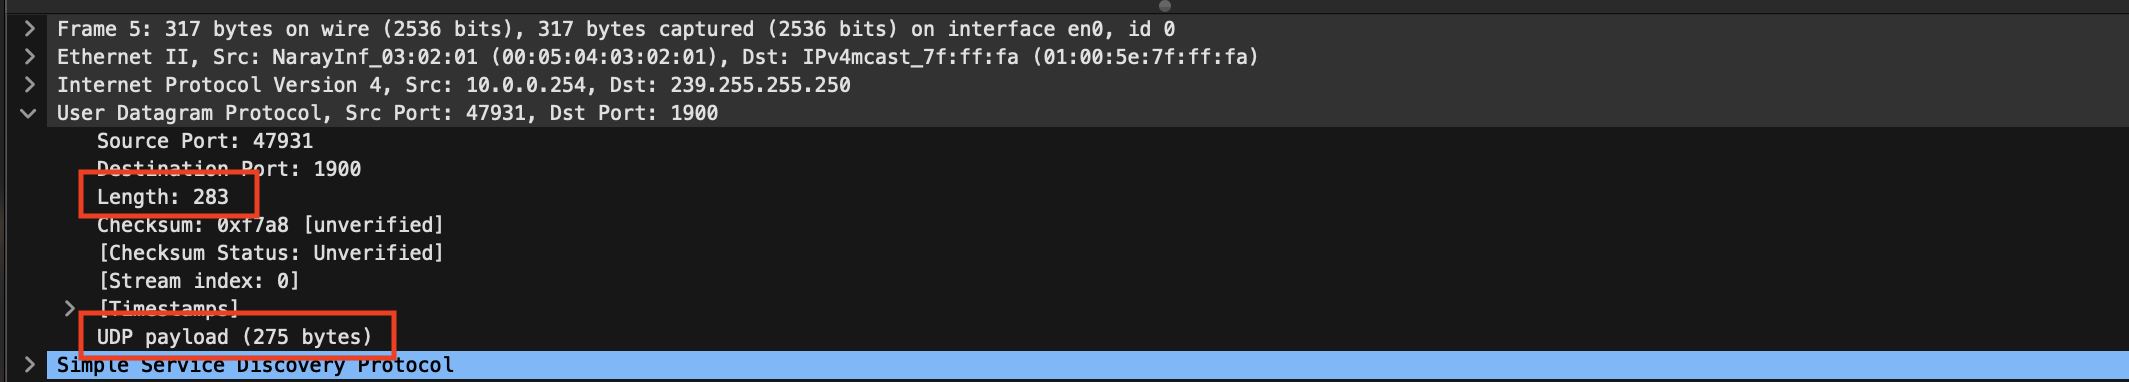 Frame 5: 317 bytes on wire (2536 bits), 317 bytes captured (2536 bits) on interface en0, id 0
Ethernet II, Src: NarayInf_03:02:01 (00:05:04:03:02:01), Dst: IPv4mcast_7f:ff:fa (01:00:5e:7f:ff:fa)
Internet Protocol Version 4, Src: 10.0.0.254, Dst: 239.255.255.250
User Datagram Protocol, Src Port: 47931, Dst Port: 1900
Source Port: 47931
Destination Port: 1900
Length: 283
Checksum: 0xf7a8 [unverified]
[Checksum Status: Unverified]
[Stream index: 0]
[Timestamps]
UDP payload (275 bytes)
Simple Service Discovery Protocol